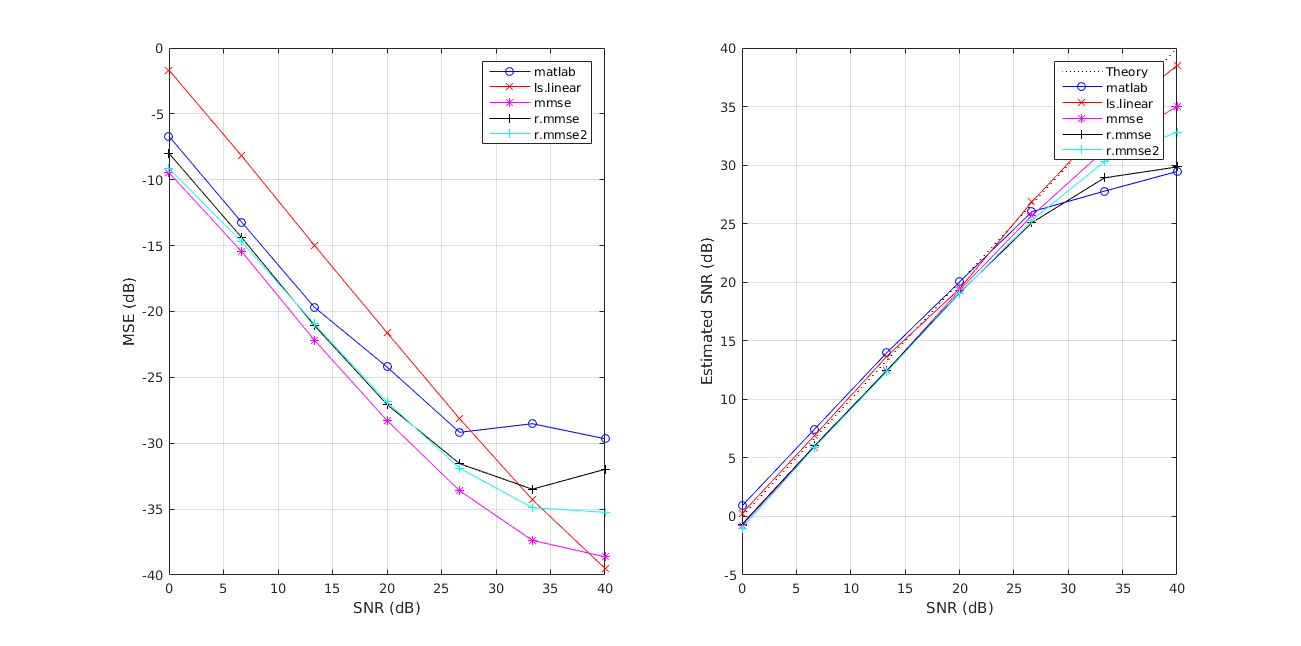 0
-5
-10
-15
-20
-25
-30
-35
-40
MSE (dB)
0 5 10 15 20 25 30 35 40
SNR (dB)
matlab
ls.linear
mmse
r.mmse
r.mmse2
40
35
30
25
20
15
10
5
0
-5
Estimated SNR (dB)
0 5 10 15 20 25 30 35 40
SNR (dB)
Theory
matlab
ls.linear
mmse
r.mmse
r.mmse2